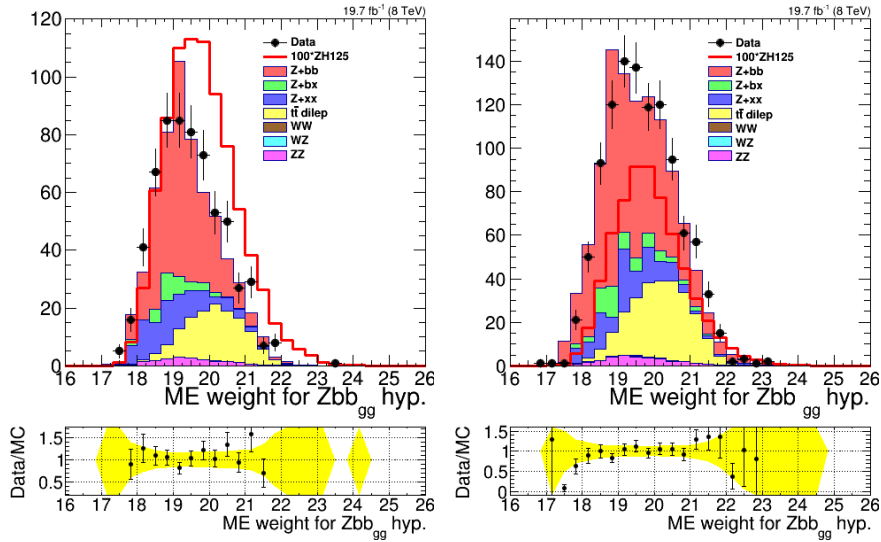 19.7 fb⁻¹ (8 TeV)
120
100
80
60
40
20
0
Data
100*ZH125
Z+bb
Z+bx
Z+xx
tt̄ dilep
WW
WZ
ZZ
16 17 18 19 20 21 22 23 24 25 26
ME weight for Zbb_gg hyp.
Data/MC
1.5
1
0.5
16 17 18 19 20 21 22 23 24 25 26
ME weight for Zbb_gg hyp.
19.7 fb⁻¹ (8 TeV)
160
140
120
100
80
60
40
20
0
Data
100*ZH125
Z+bb
Z+bx
Z+xx
tt̄ dilep
WW
WZ
ZZ
16 17 18 19 20 21 22 23 24 25 26
ME weight for Zbb_gg hyp.
Data/MC
1.5
1
0.5
0
16 17 18 19 20 21 22 23 24 25 26
ME weight for Zbb_gg hyp.